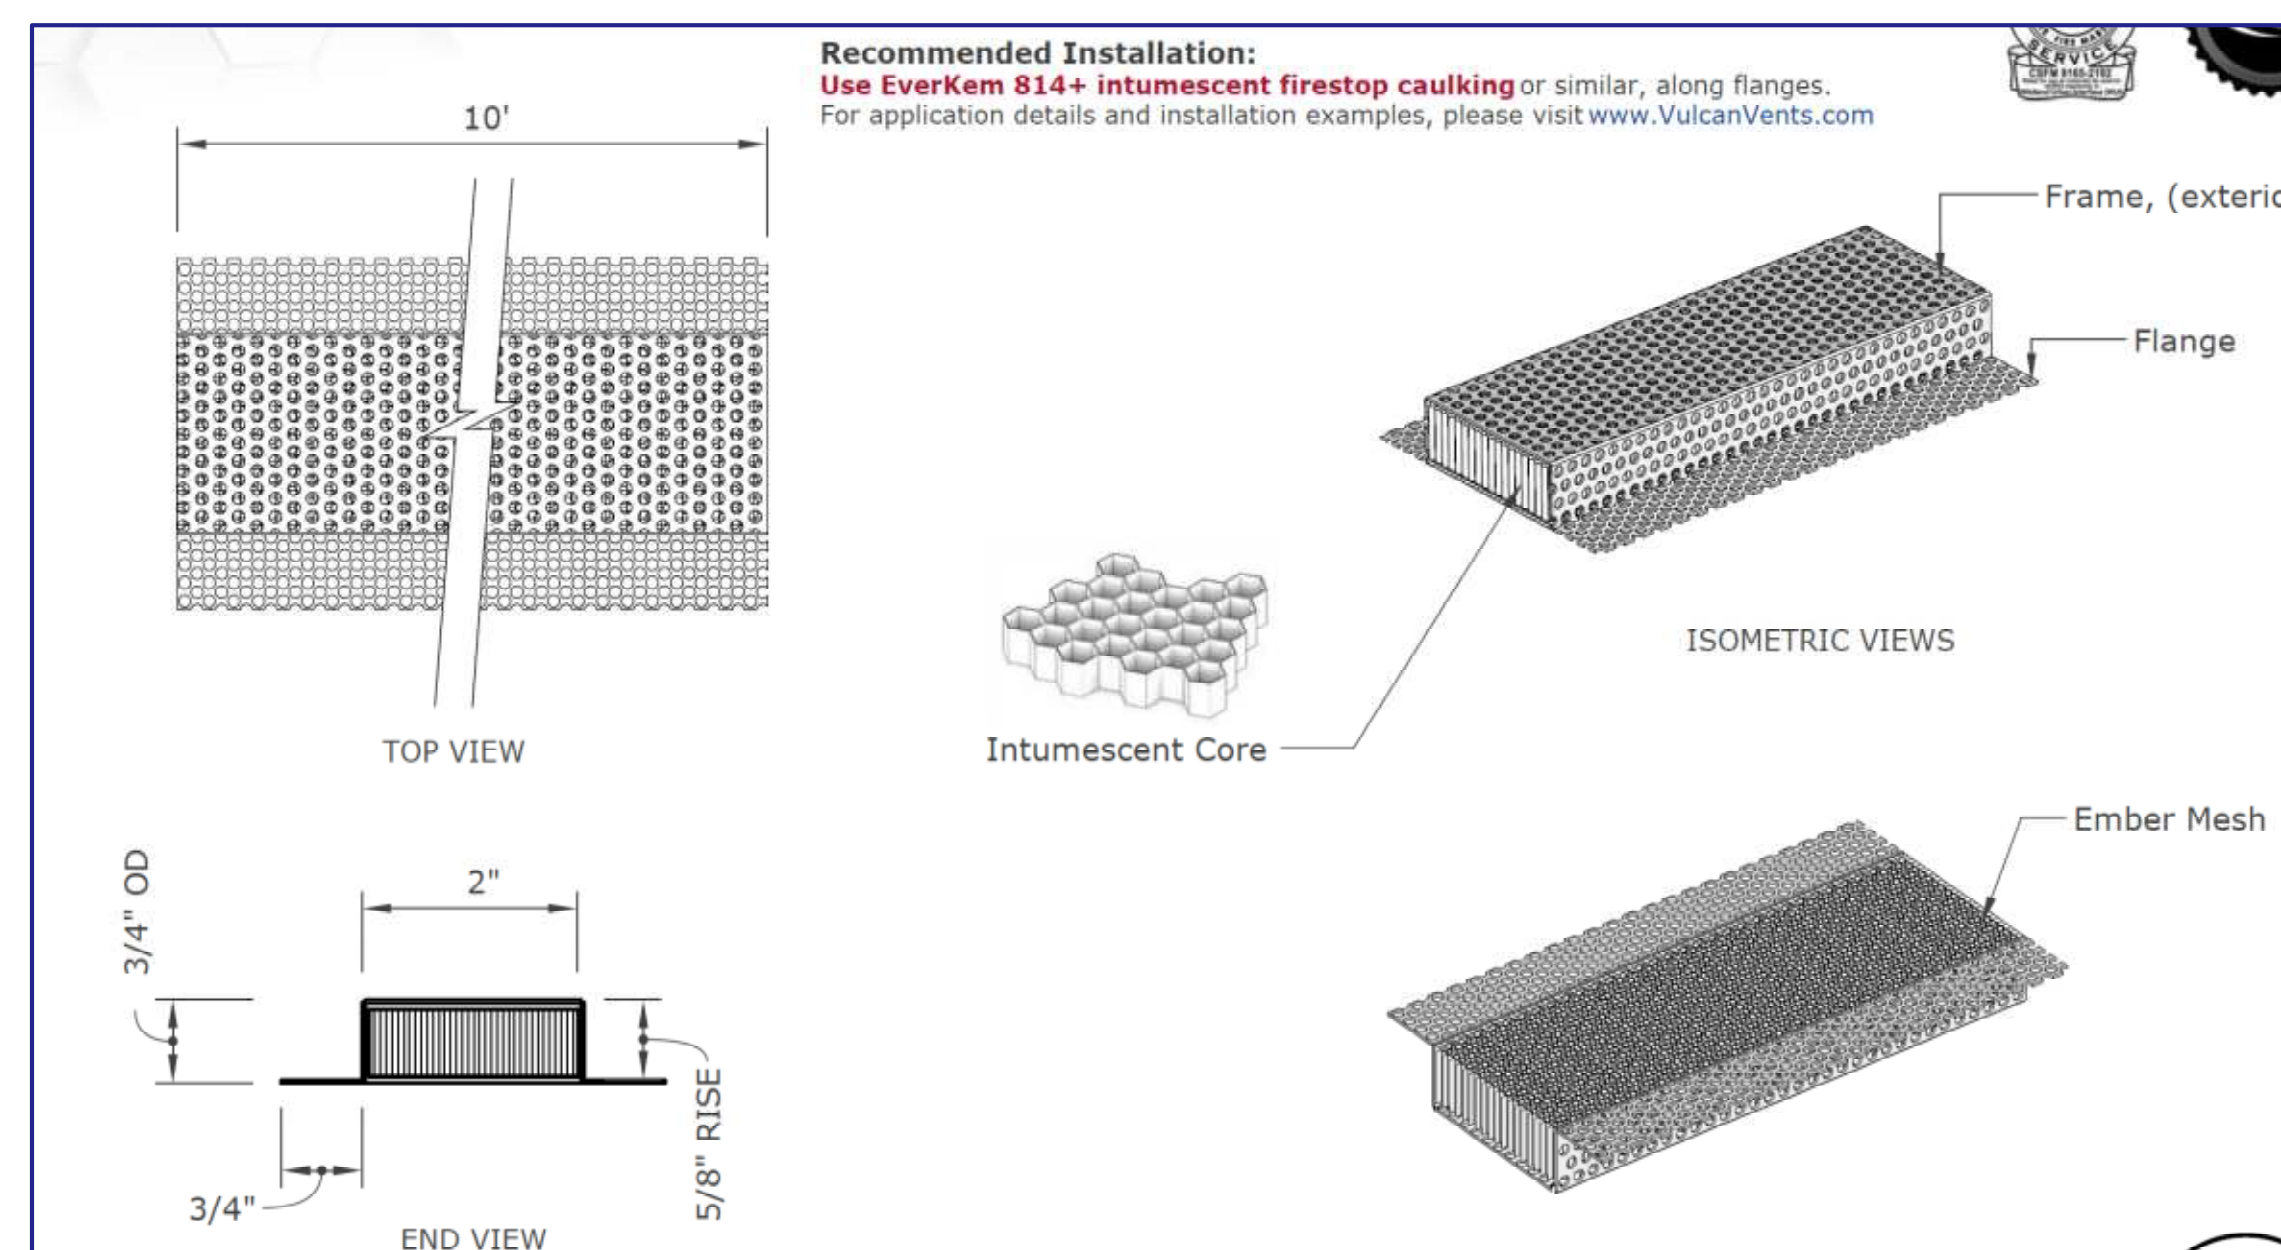 Recommended Installation:
Use EverKem 814+ intumescent firestop caulking or similar, along flanges.
For application details and installation examples, please visit www.VulcanVents.com
SERVICE
10'
Frame, (exterio
Flange
ISOMETRIC VIEWS
Intumescent Core
TOP VIEW
Ember Mesh
3/4" OD
2"
5/8" RISE
3/4"
END VIEW